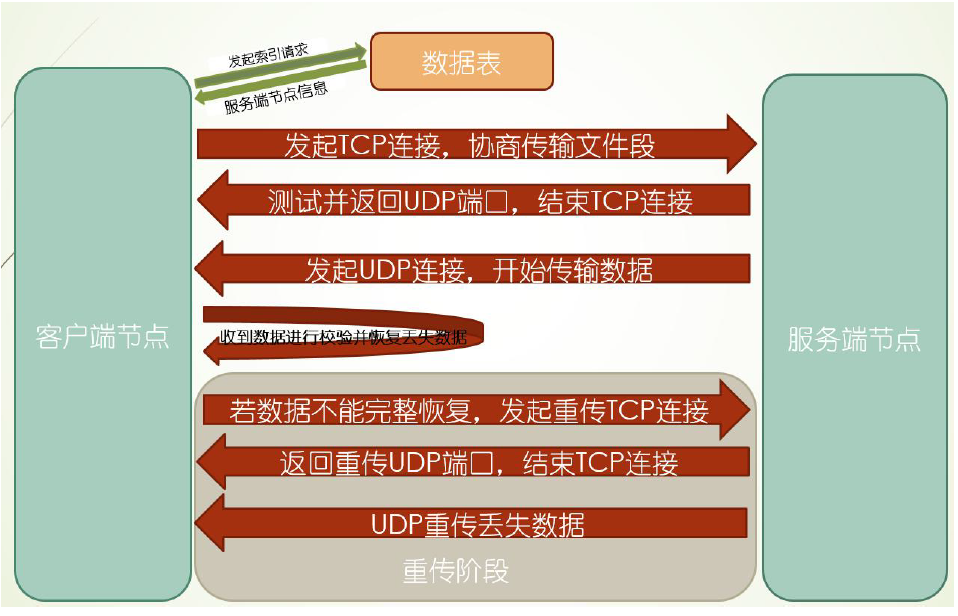 发起索引请求
数据表
服务端节点信息
发起TCP连接，协商传输文件段
测试并返回UDP端口，结束TCP连接
发起UDP连接，开始传输数据
客户端节点
收到数据进行校验并恢复丢失数据
服务端节点
若数据不能完整恢复，发起重传TCP连接
返回重传UDP端口，结束TCP连接
UDP重传丢失数据
重传阶段